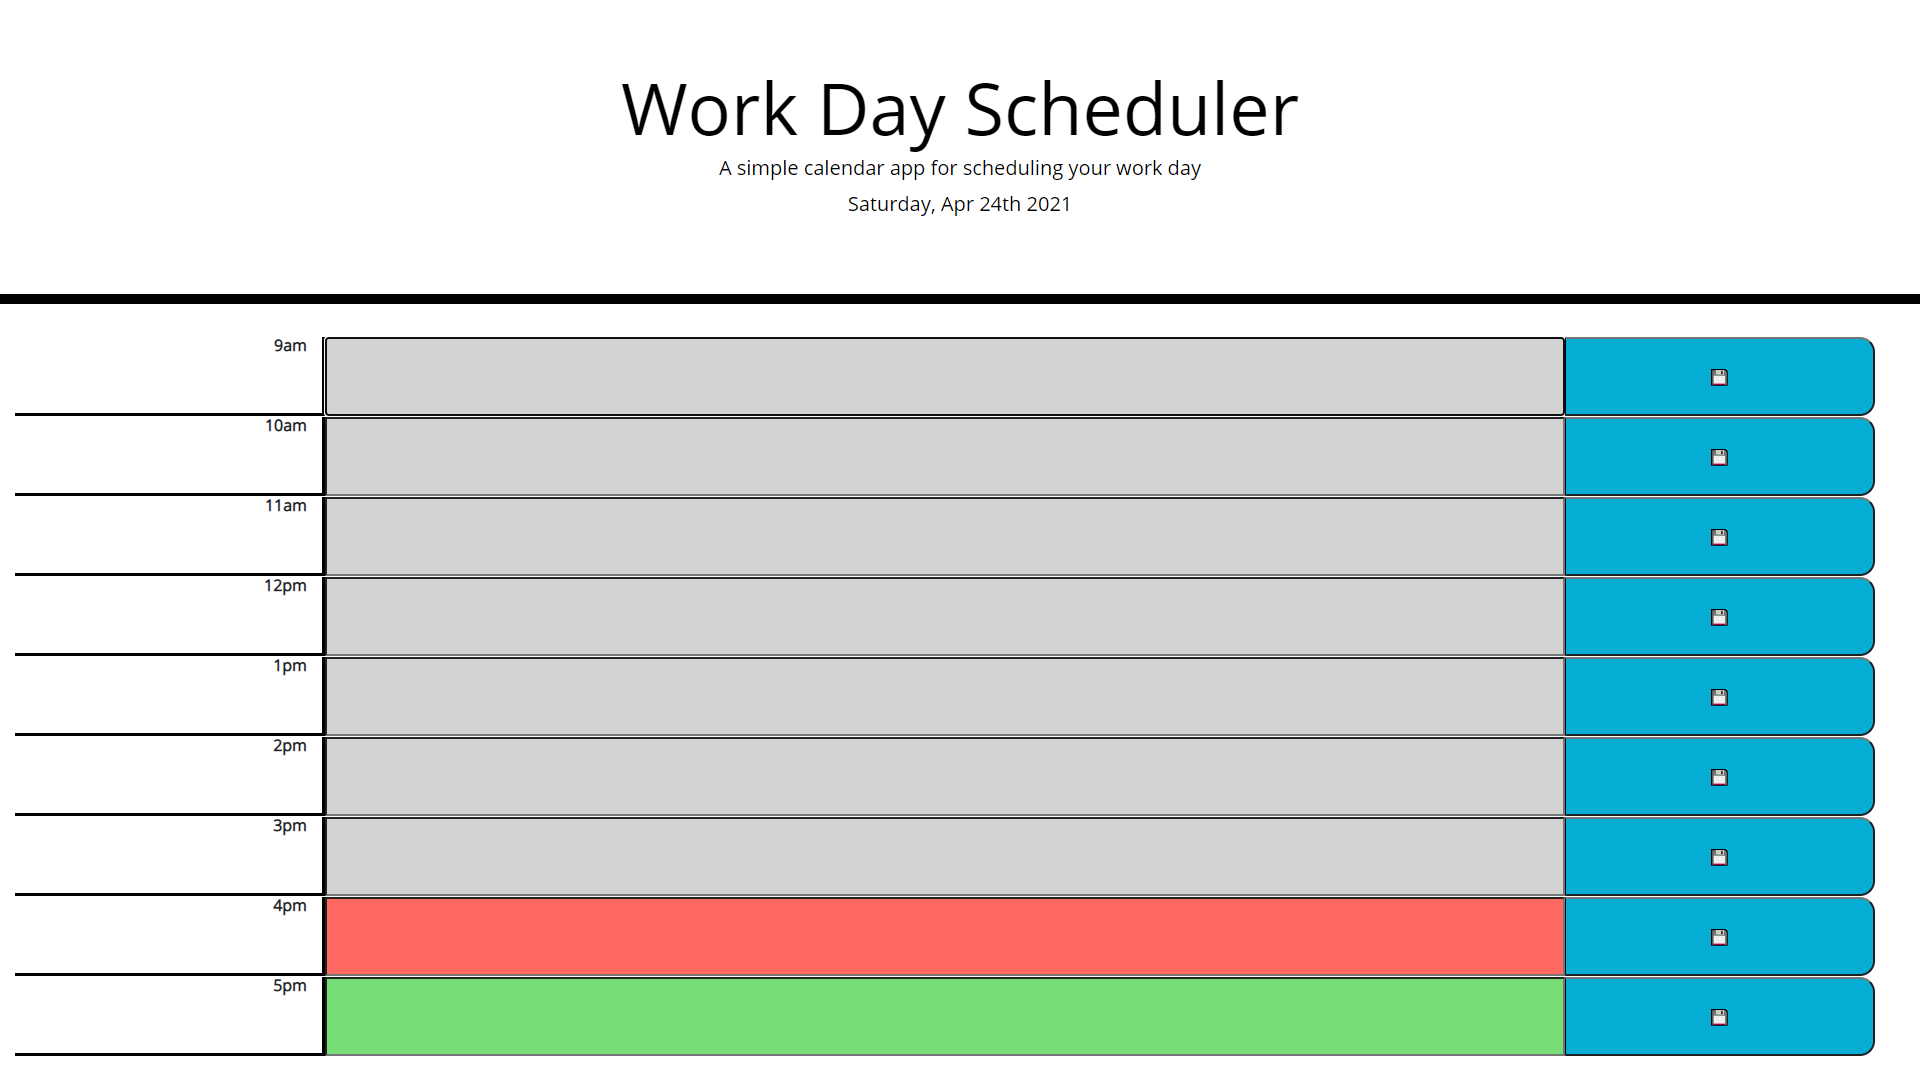 Work Day Scheduler
A simple calendar app for scheduling your work day
Saturday, Apr 24th 2021
9am
10am
11am
12pm
1pm
2pm
3pm
4pm
5pm